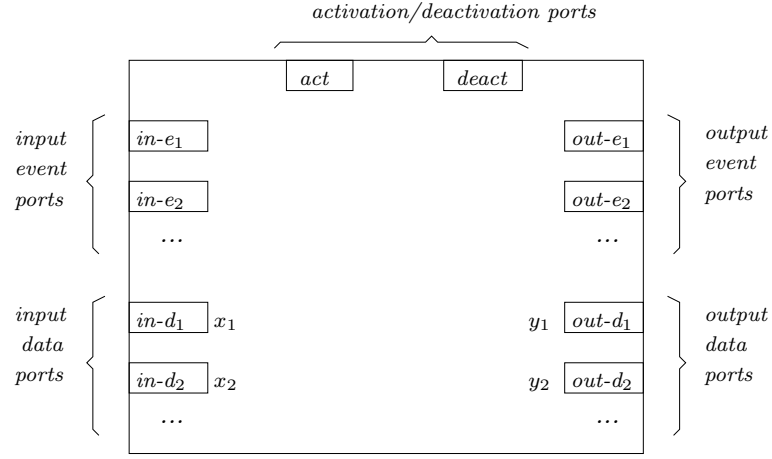 activation/deactivation ports
act deact
input event ports
in-e₁
in-e₂
...
out-e₁
out-e₂
...
output event ports
input data ports
in-d₁ x₁
in-d₂ x₂
...
y₁ out-d₁
y₂ out-d₂
...
output data ports